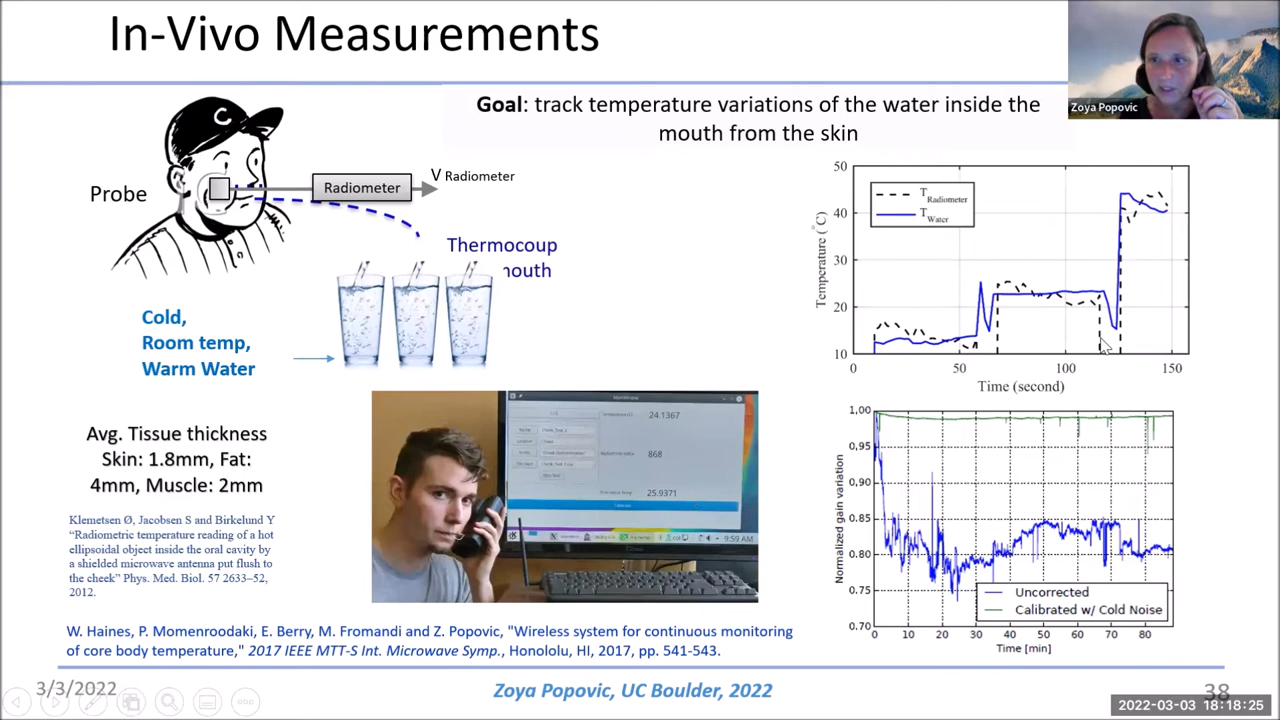 In-Vivo Measurements
Zoya Popovic
Goal: track temperature variations of the water inside the
mouth from the skin
C
Probe
Radiometer
V Radiometer
Thermocoup
mouth
Cold,
Room temp,
Warm Water
Avg. Tissue thickness
Skin: 1.8mm, Fat:
4mm, Muscle: 2mm
Klemetsen Ø, Jacobsen S and Birkelund Y
“Radiometric temperature reading of a hot
ellipsoidal object inside the oral cavity by
a shielded microwave antenna put flush to
the cheek” Phys. Med. Biol. 57 2633–52,
2012.
24.1367
868
25.9371
9:59 AM
50
40
30
20
10
Temperature (°C)
T Radiometer
T Water
0 50 100 150
Time (second)
1,00
0,95
0,90
0.85
0.80
0.75
0.70
Normalized gain variation
Uncorrected
Calibrated w/ Cold Noise
0 10 20 30 40 50 60 70 80
Time [min]
W. Haines, P. Momenroodaki, E. Berry, M. Fromandi and Z. Popovic, "Wireless system for continuous monitoring
of core body temperature," 2017 IEEE MTT-S Int. Microwave Symp., Honololu, HI, 2017, pp. 541-543.
3/3/2022
Zoya Popovic, UC Boulder, 2022
38
2022-03-03 18:18:25